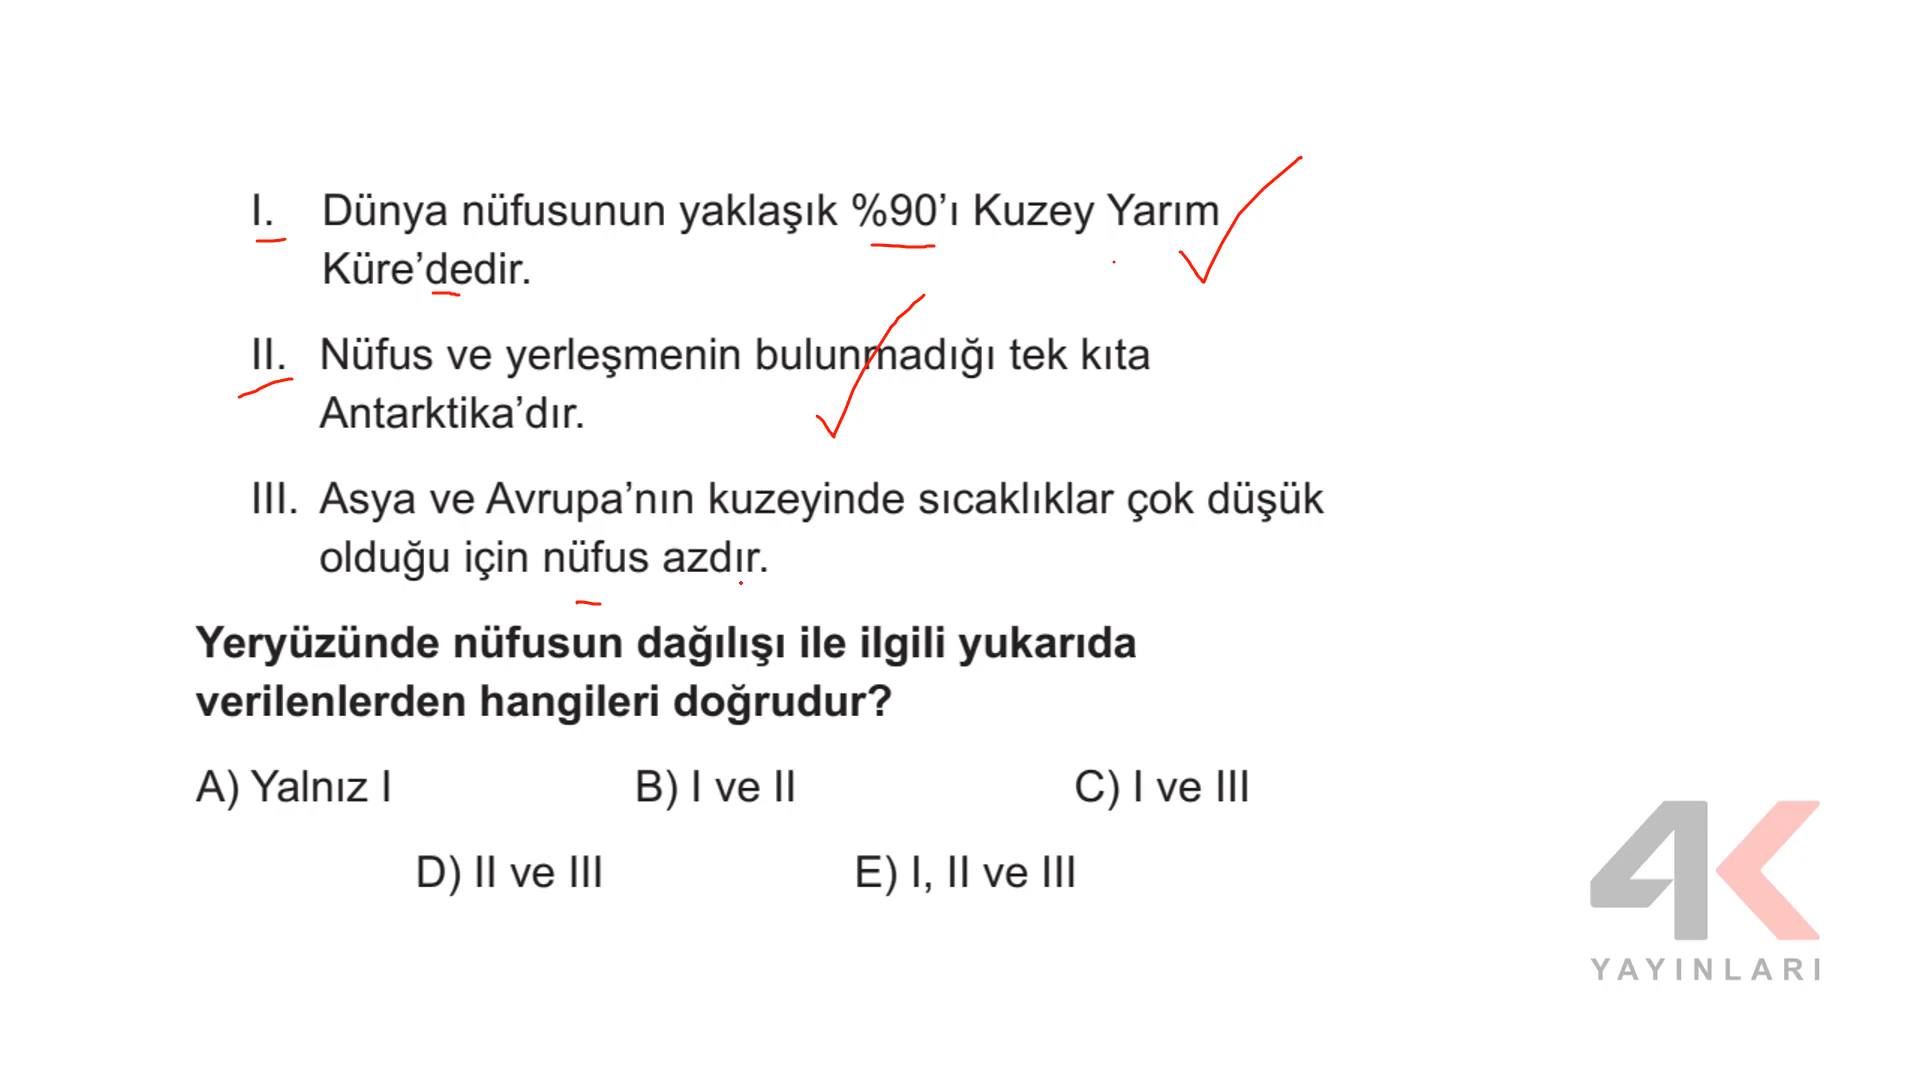 I. Dünya nüfusunun yaklaşık %90’ı Kuzey Yarım
Küre’dedir.
II. Nüfus ve yerleşmenin bulunmadığı tek kıta
Antarktika’dır.
III. Asya ve Avrupa’nın kuzeyinde sıcaklıklar çok düşük
olduğu için nüfus azdır.
Yeryüzünde nüfusun dağılışı ile ilgili yukarıda
verilenlerden hangileri doğrudur?
A) Yalnız I B) I ve II C) I ve III
D) II ve III E) I, II ve III
4K
YAYINLARI